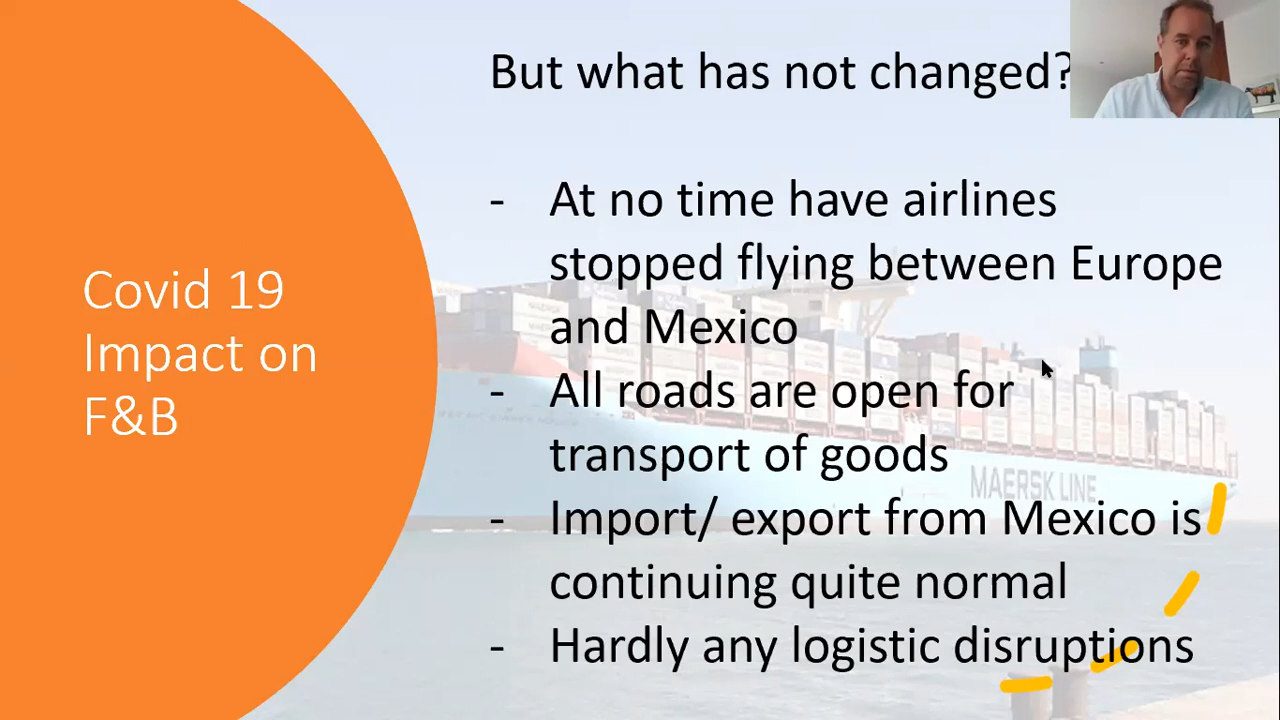 But what has not changed?
- At no time have airlines
stopped flying between Europe
and Mexico
- All roads are open for
transport of goods
- Import/ export from Mexico is
continuing quite normal
- Hardly any logistic disruptions
Covid 19
Impact on
F&B
MAERSK LINE